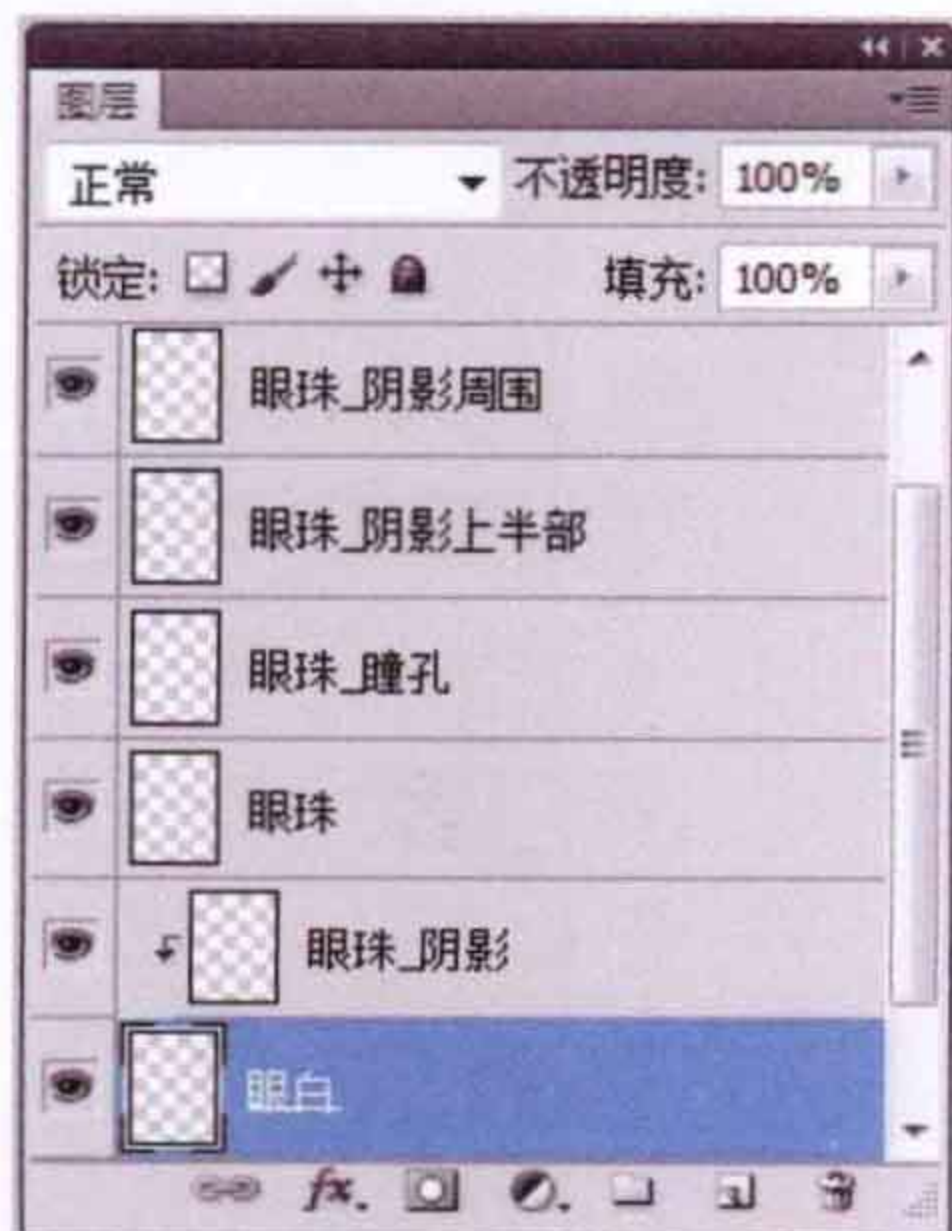 图层
正常 不透明度: 100%
锁定: 填充: 100%
眼珠_阴影周围
眼珠_阴影上半部
眼珠_瞳孔
眼珠
眼珠_阴影
眼白
fx.